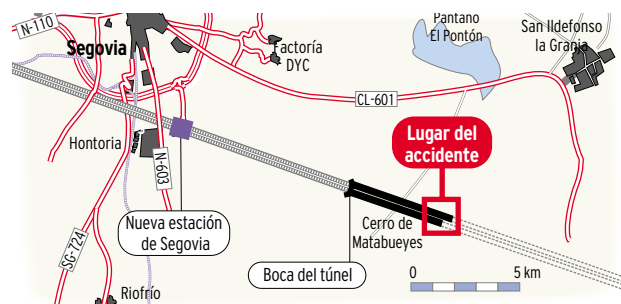 N-110
Segovia
Factoría
DYC
Pantano
El Pontón
San Ildefonso
la Granja
CL-601
Hontoria
N-603
Lugar del
accidente
Nueva estación
de Segovia
Cerro de
Matabueyes
Boca del túnel
SG-724
Riofrío
0 5 km